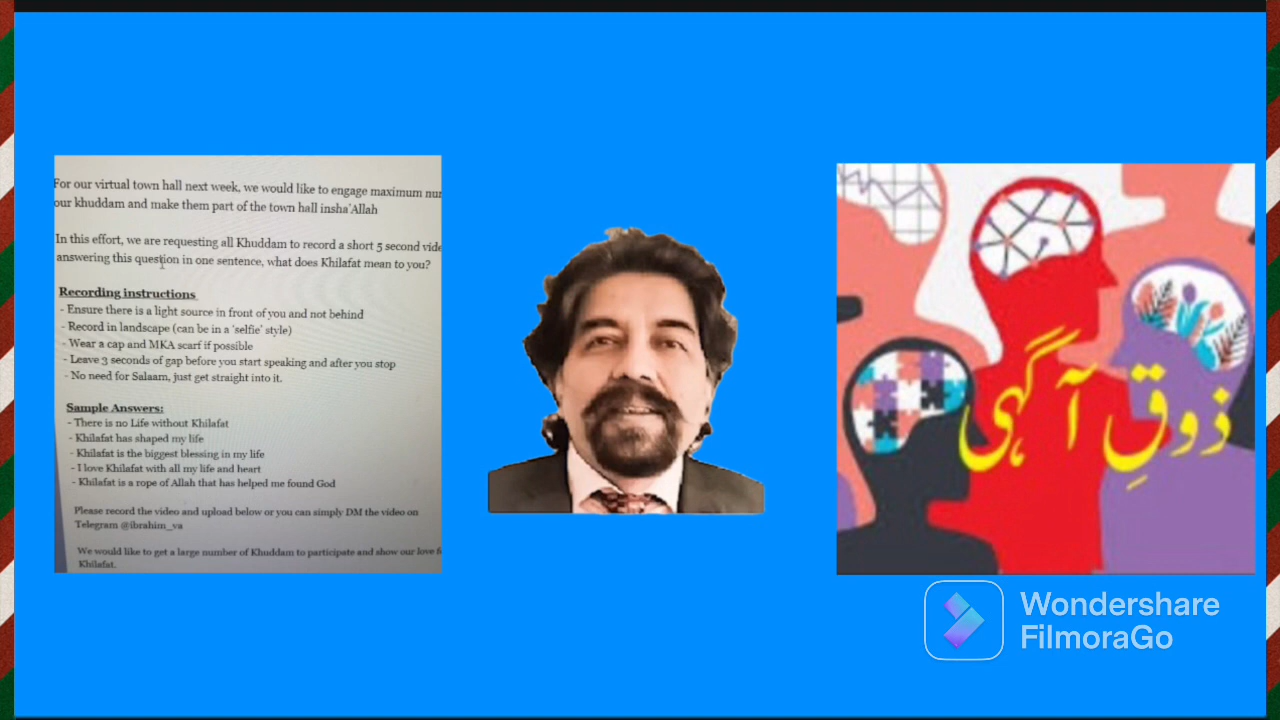 For our virtual town hall next week, we would like to engage maximum
our khuddam and make them part of the town hall insha'Allah
In this effort, we are requesting all Khuddam to record a short 5 second
answering this question in one sentence, what does Khilafat mean to you?
Recording instructions
- Ensure there is a light source in front of you and not behind
- Record in landscape (can be in a 'selfie' style)
- Wear a cap and MKA scarf if possible
- Leave 3 seconds of gap before you start speaking and after you stop
- No need for Salaam, just get straight into it.
Sample Answers:
- There is no Life without Khilafat
- Khilafat has shaped my life
- Khilafat is the biggest blessing in my life
- I love Khilafat with all my life and heart
- Khilafat is a rope of Allah that has helped me found God
Please record the video and upload below or you can simply DM the video on
Telegram @ibrahim_va
We would like to get a large number of Khuddam to participate and show our love
Khilafat.
ذوقِ آگہی
Wondershare
FilmoraGo